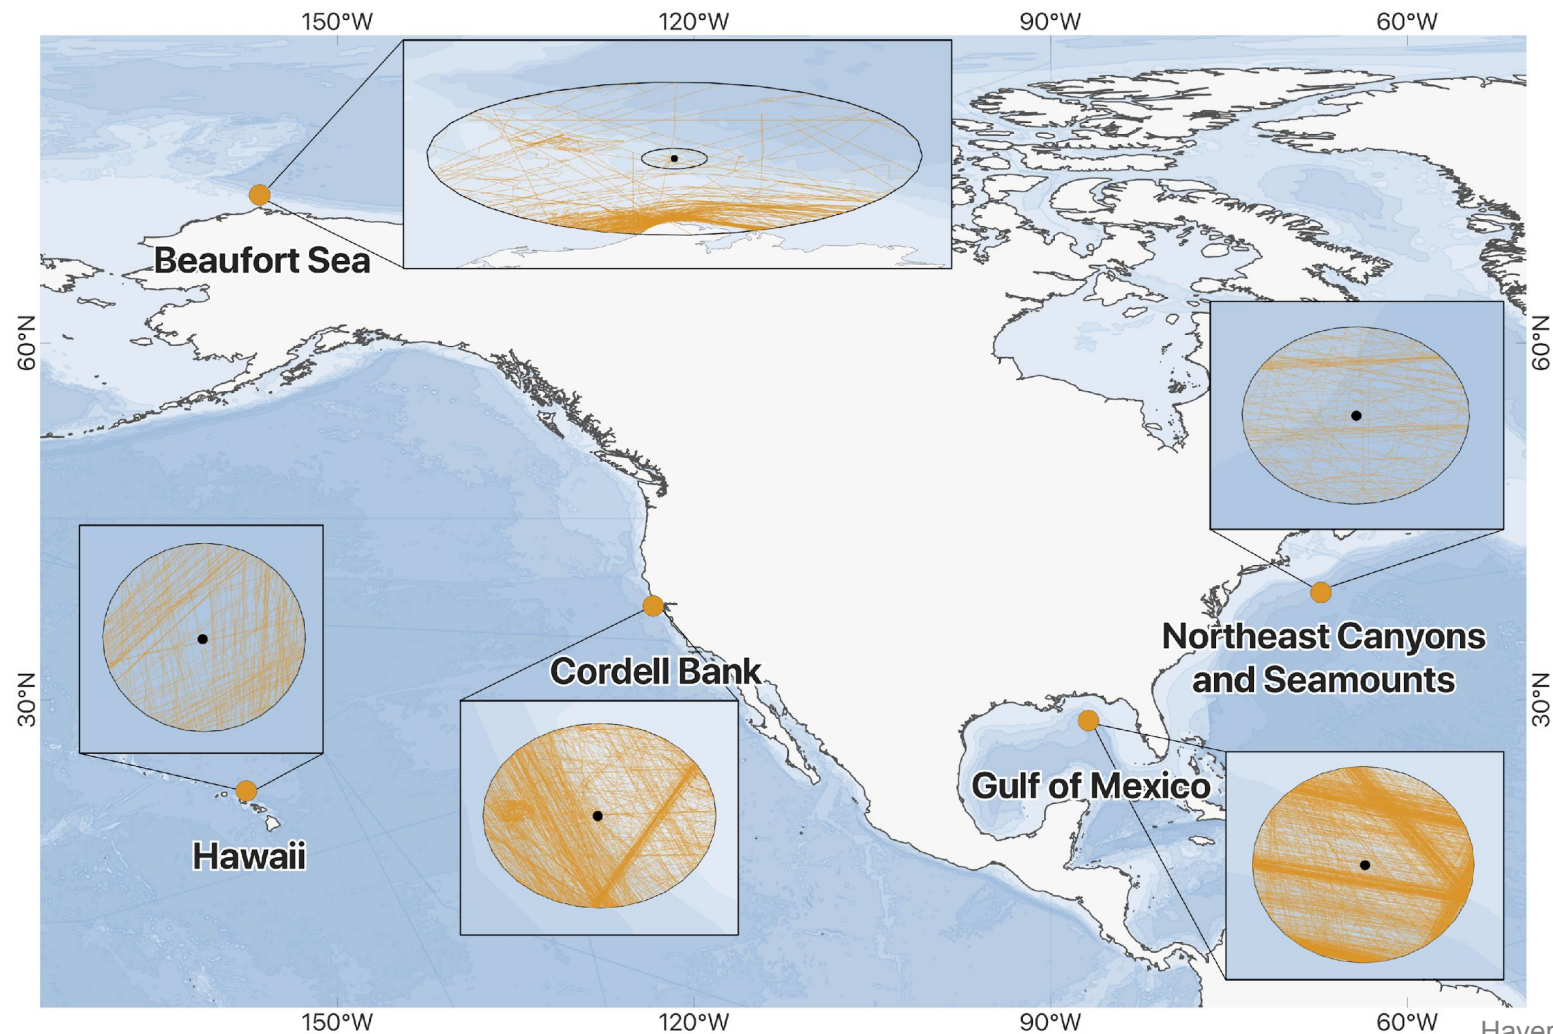 150°W 120°W 90°W 60°W
Beaufort Sea
60°N 60°N
Northeast Canyons
and Seamounts
Cordell Bank
30°N 30°N
Gulf of Mexico
Hawaii
150°W 120°W 90°W 60°W